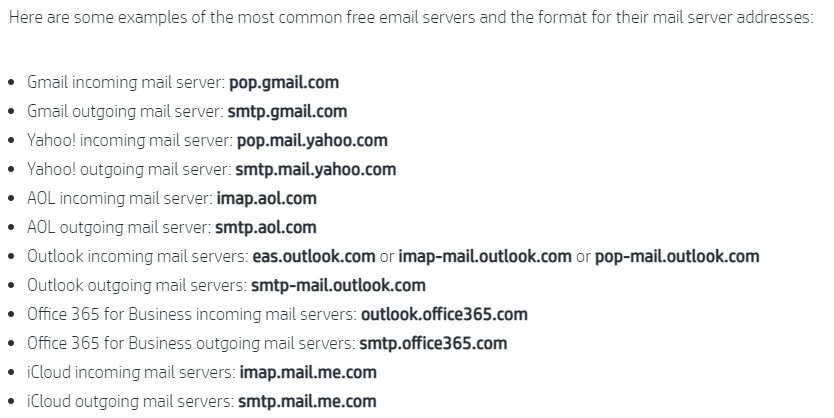 Here are some examples of the most common free email servers and the format for their mail server addresses:
• Gmail incoming mail server: pop.gmail.com
• Gmail outgoing mail server: smtp.gmail.com
• Yahoo! incoming mail server: pop.mail.yahoo.com
• Yahoo! outgoing mail server: smtp.mail.yahoo.com
• AOL incoming mail server: imap.aol.com
• AOL outgoing mail server: smtp.aol.com
• Outlook incoming mail servers: eas.outlook.com or imap-mail.outlook.com or pop-mail.outlook.com
• Outlook outgoing mail servers: smtp-mail.outlook.com
• Office 365 for Business incoming mail servers: outlook.office365.com
• Office 365 for Business outgoing mail servers: smtp.office365.com
• iCloud incoming mail servers: imap.mail.me.com
• iCloud outgoing mail servers: smtp.mail.me.com